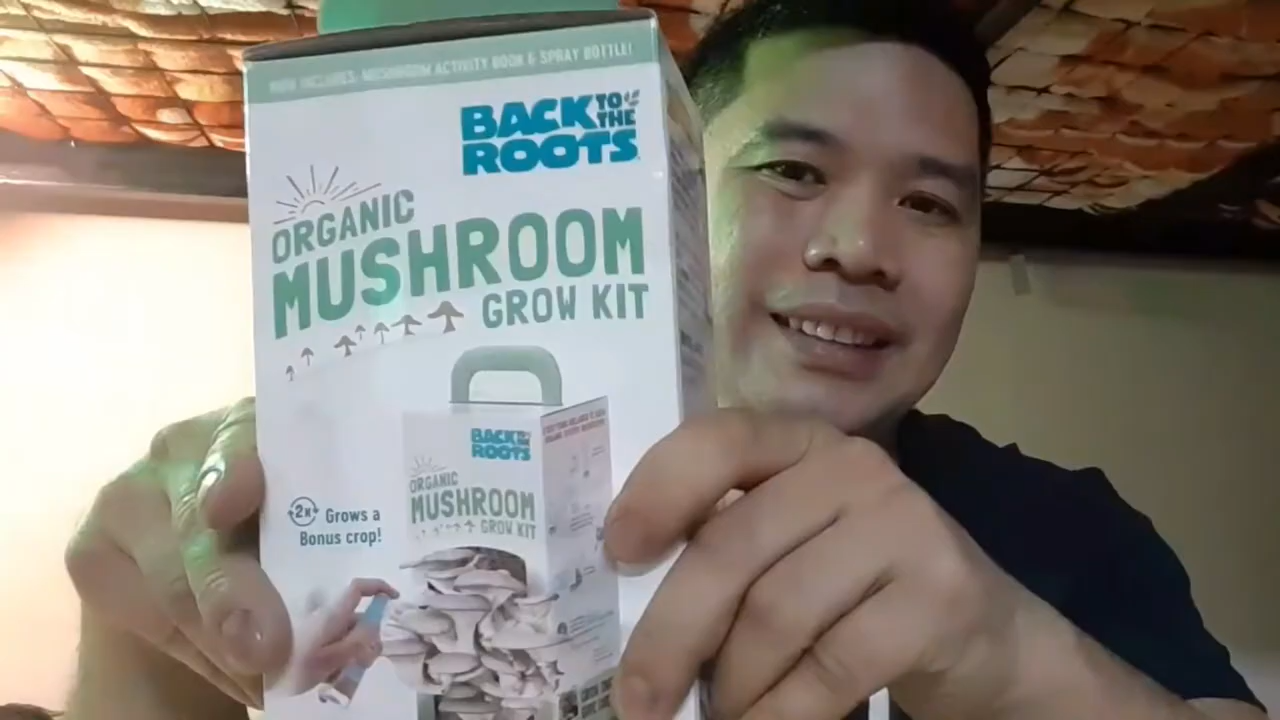 NOW INCLUDES: MUSHROOM ACTIVITY BOOK & SPRAY BOTTLE!
BACK TO THE ROOTS
ORGANIC
MUSHROOM
GROW KIT
2x Grows a
Bonus crop!
BACK TO THE ROOTS
ORGANIC
MUSHROOM
GROW KIT